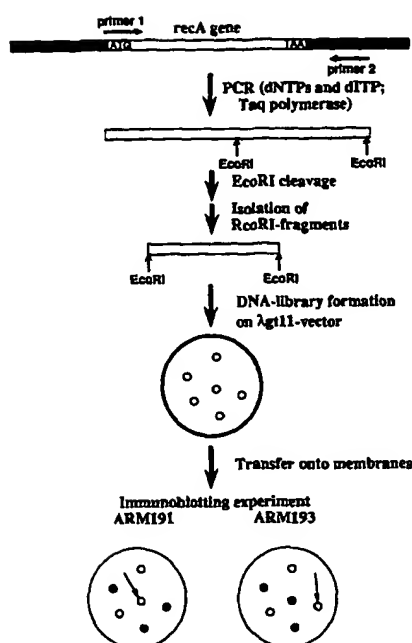 primer 1
recA gene
ATG
TAA
primer 2
PCR (dNTPs and dITP;
Taq polymerase)
EcoRI
EcoRI
EcoRI cleavage
Isolation of
EcoRI-fragments
EcoRI
EcoRI
DNA-library formation
on λgt11-vector
Transfer onto membranes
Immunoblotting experiment
ARM191
ARM193